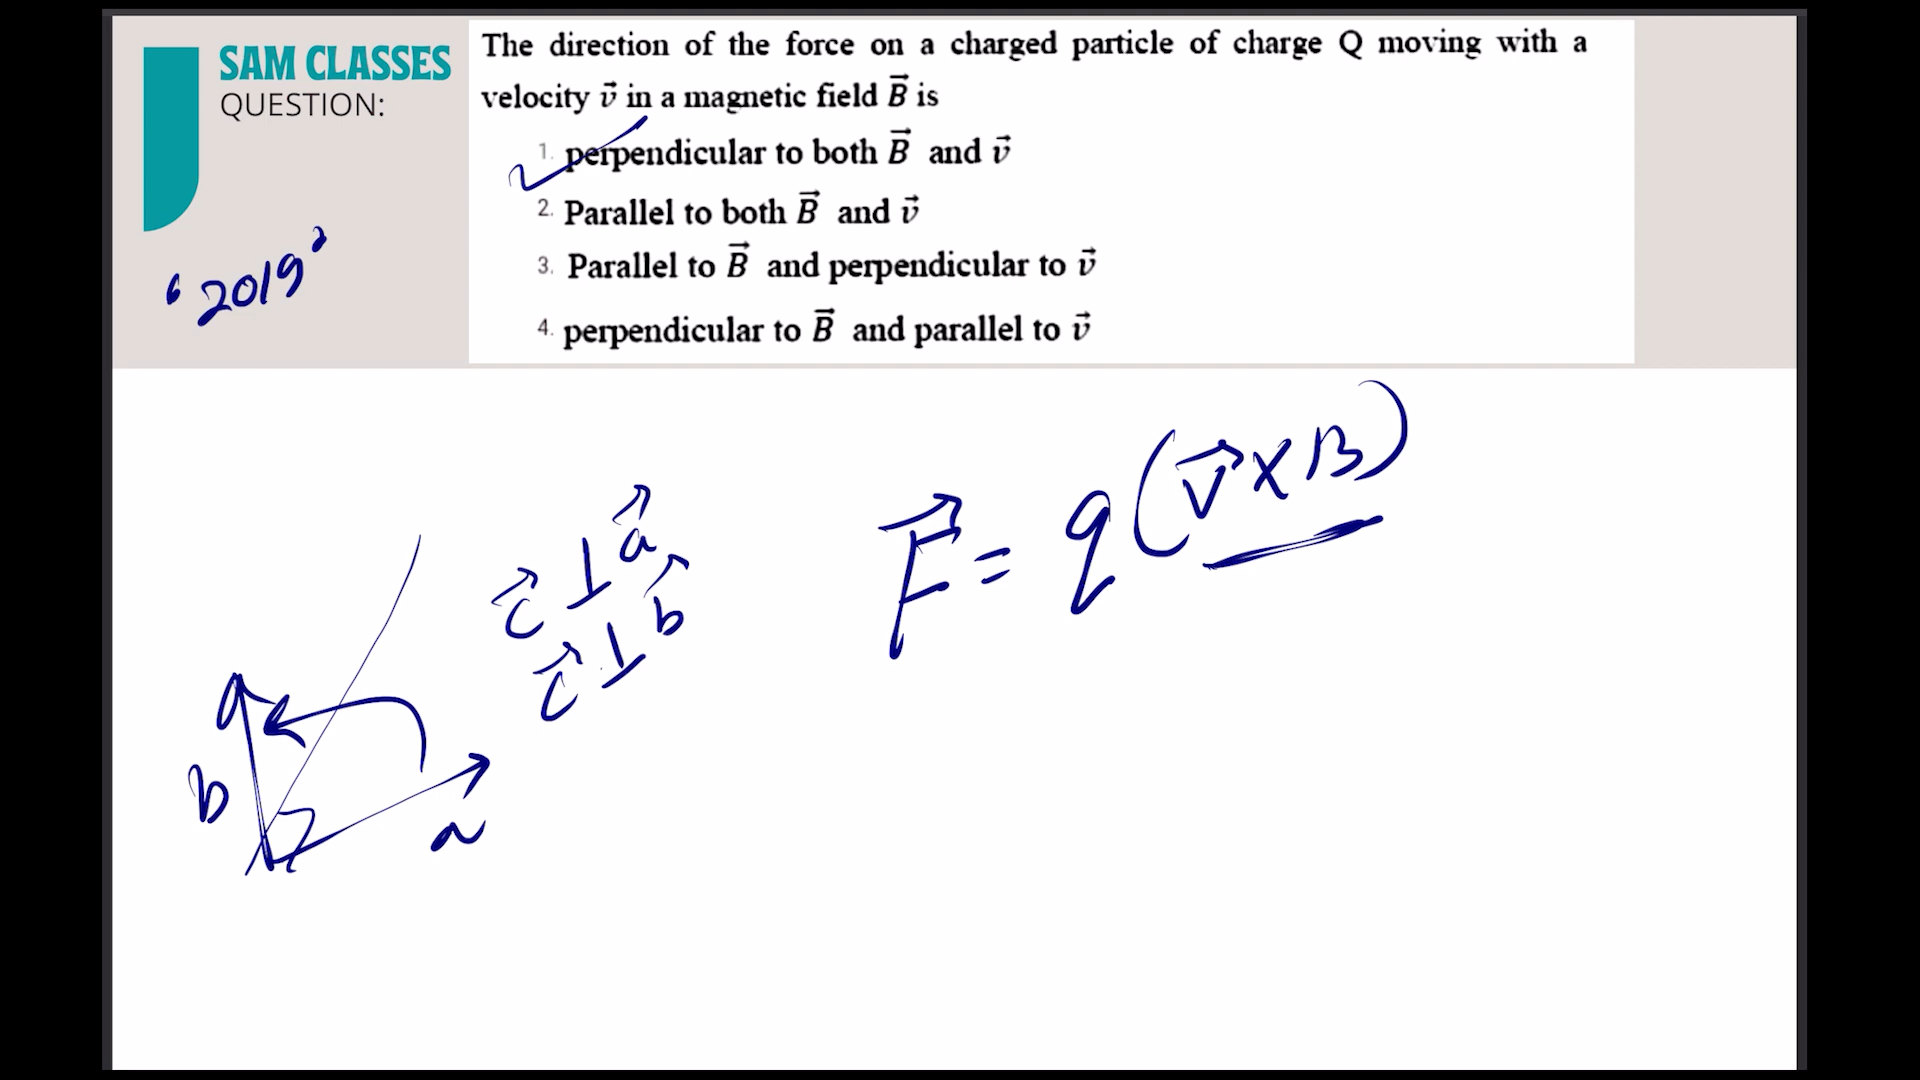 SAM CLASSES
QUESTION:
The direction of the force on a charged particle of charge Q moving with a
velocity v⃗ in a magnetic field B⃗ is
1. perpendicular to both B⃗ and v⃗
2. Parallel to both B⃗ and v⃗
3. Parallel to B⃗ and perpendicular to v⃗
4. perpendicular to B⃗ and parallel to v⃗
‘2019’
F⃗ = q(v⃗ × B)
c⃗ ⊥ a⃗
c⃗ ⊥ b⃗
b
a